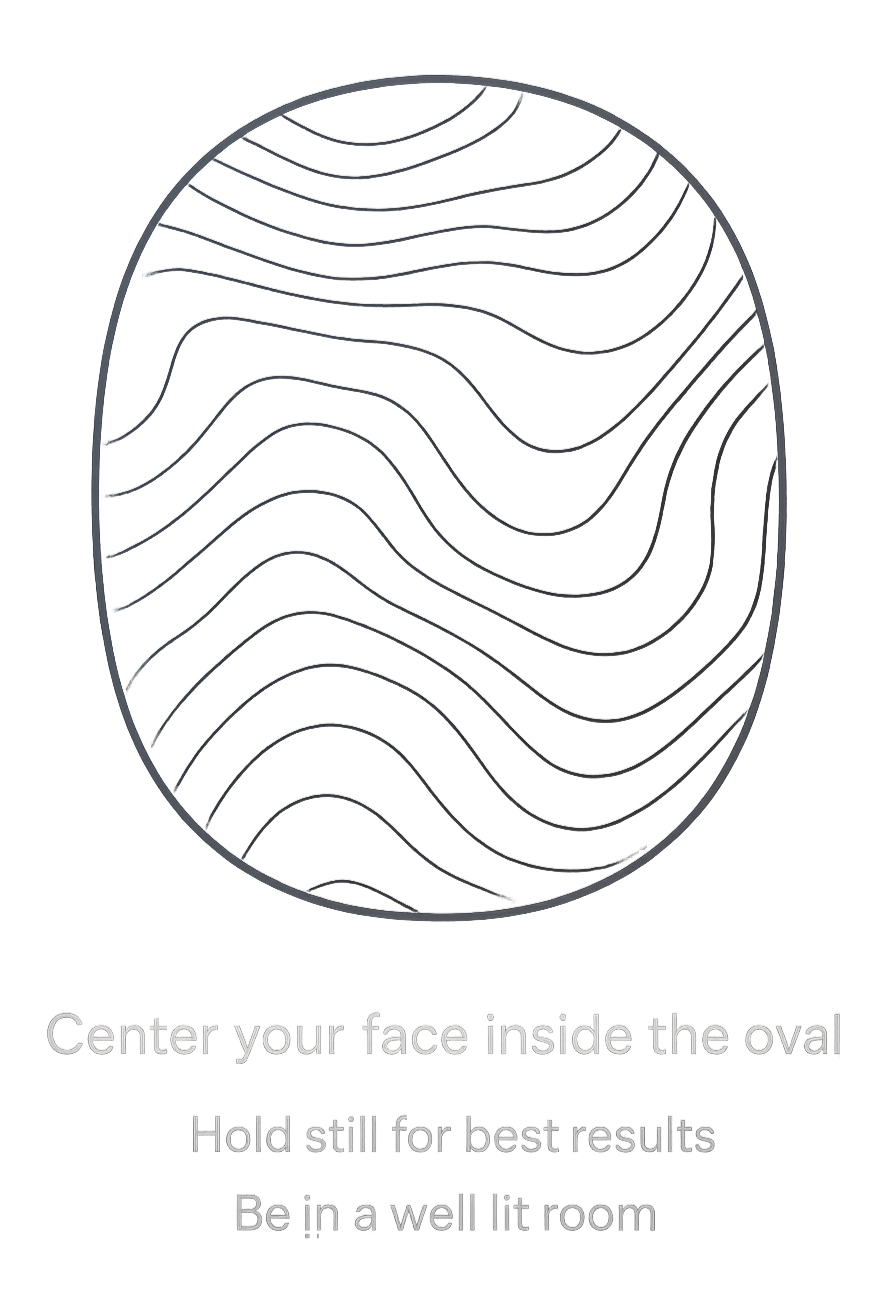 Center your face inside the oval
Hold still for best results
Be in a well lit room